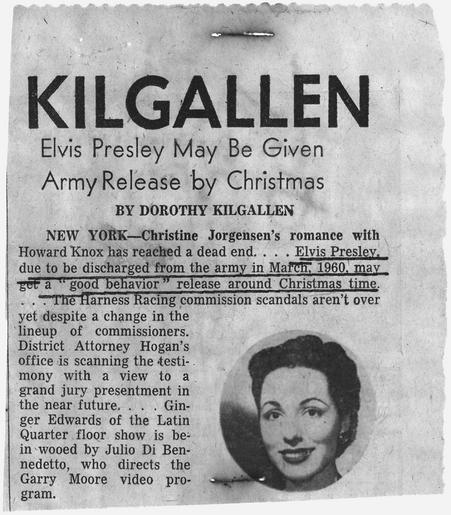 KILGALLEN
Elvis Presley May Be Given
Army Release by Christmas
BY DOROTHY KILGALLEN
NEW YORK—Christine Jorgensen's romance with
Howard Knox has reached a dead end. . . . Elvis Presley,
due to be discharged from the army in March, 1960, may
get a "good behavior" release around Christmas time.
. . . The Harness Racing commission scandals aren't over
yet despite a change in the
lineup of commissioners.
District Attorney Hogan's
office is scanning the testi-
mony with a view to a
grand jury presentment in
the near future. . . . Gin-
ger Edwards of the Latin
Quarter floor show is be-
in wooed by Julio Di Ben-
nedetto, who directs the
Garry Moore video pro-
gram.